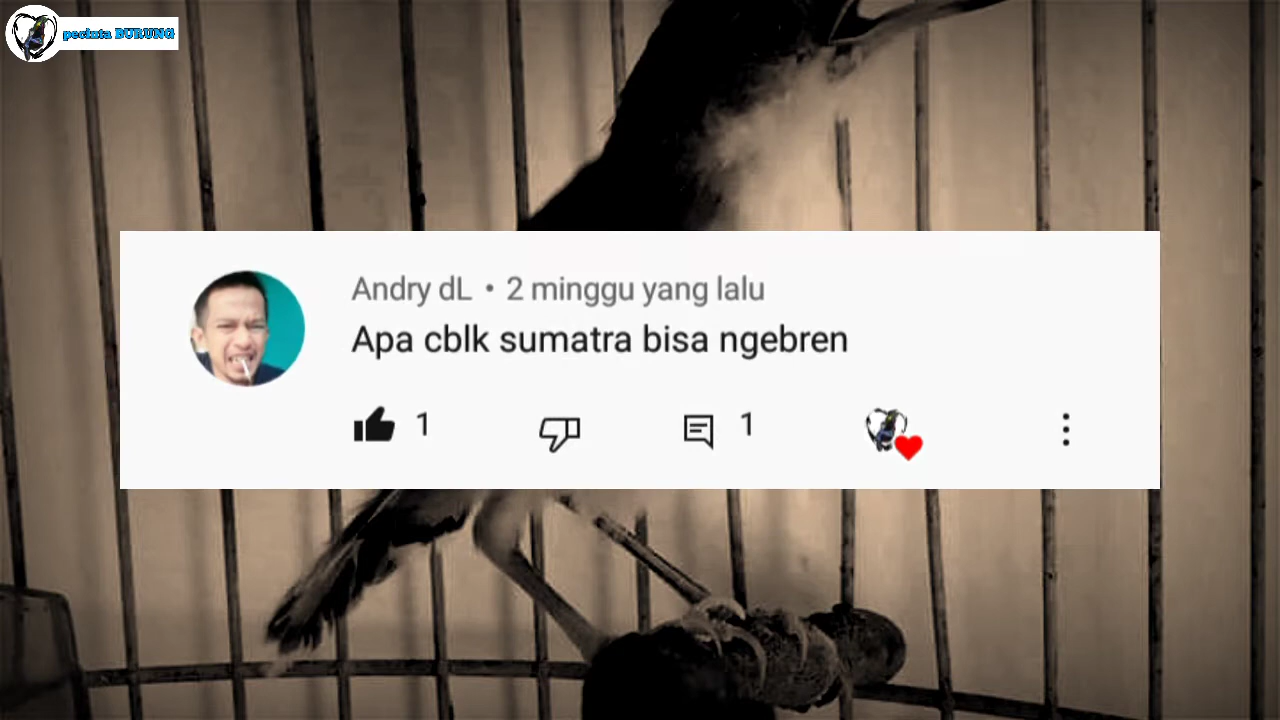 pecinta BURUNG
Andry dL • 2 minggu yang lalu
Apa cblk sumatra bisa ngebren
1
1